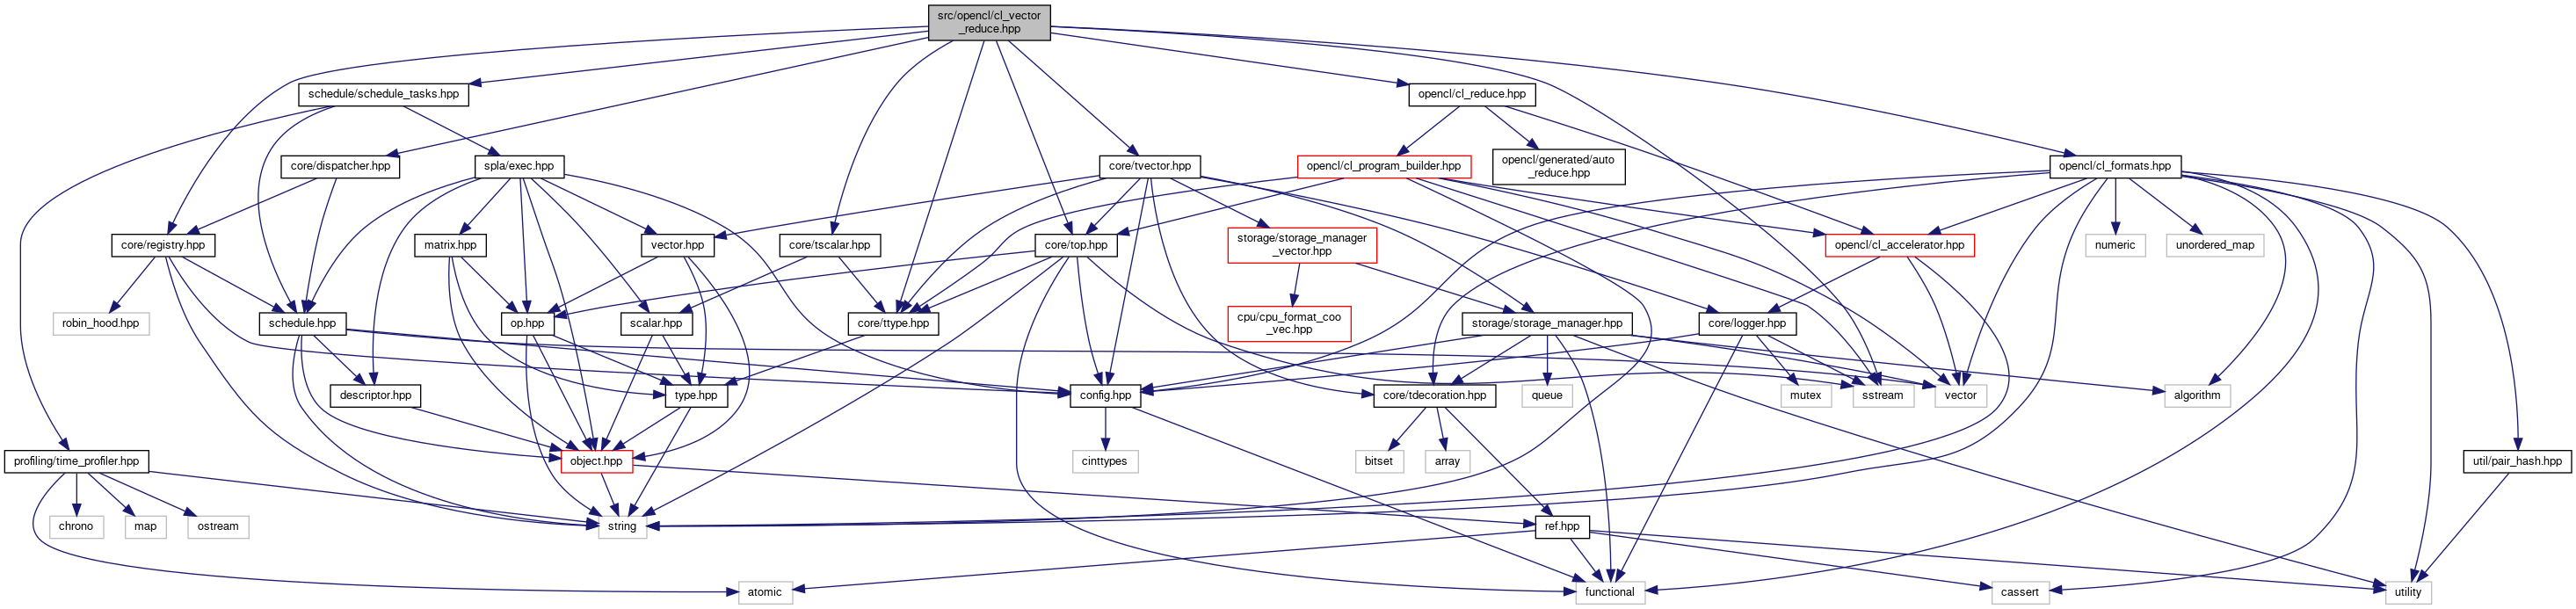 src/opencl/cl_vector
_reduce.hpp
schedule/schedule_tasks.hpp
opencl/cl_reduce.hpp
core/dispatcher.hpp
spla/exec.hpp
core/tvector.hpp
opencl/cl_program_builder.hpp
opencl/generated/auto
_reduce.hpp
opencl/cl_formats.hpp
core/registry.hpp
matrix.hpp
vector.hpp
core/tscalar.hpp
core/top.hpp
storage/storage_manager
_vector.hpp
opencl/cl_accelerator.hpp
numeric
unordered_map
robin_hood.hpp
schedule.hpp
op.hpp
scalar.hpp
core/ttype.hpp
cpu/cpu_format_coo
_vec.hpp
storage/storage_manager.hpp
core/logger.hpp
descriptor.hpp
type.hpp
config.hpp
core/tdecoration.hpp
queue
mutex
sstream
vector
algorithm
profiling/time_profiler.hpp
object.hpp
cinttypes
bitset
array
util/pair_hash.hpp
chrono
map
ostream
string
ref.hpp
atomic
functional
cassert
utility